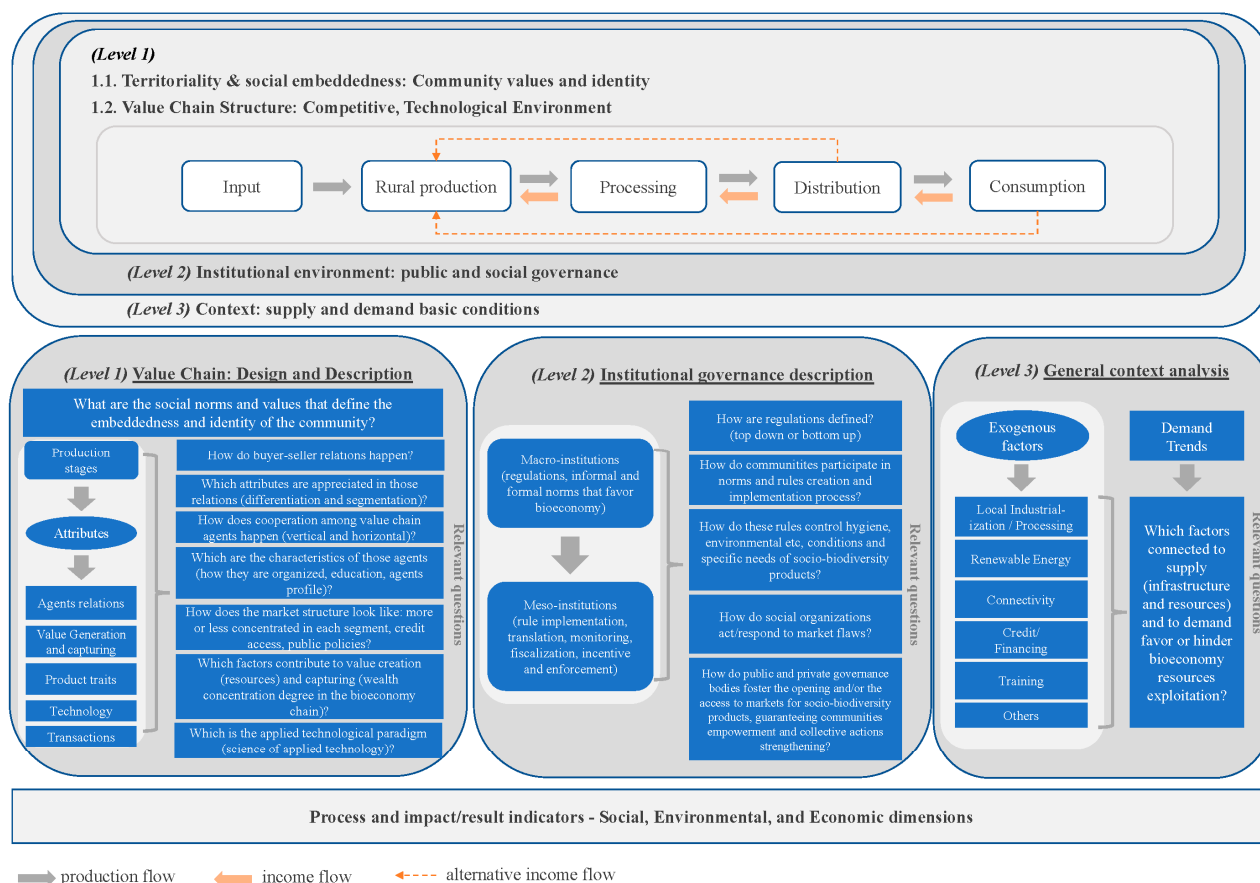 (Level 1)
1.1. Territoriality & social embeddedness: Community values and identity
1.2. Value Chain Structure: Competitive, Technological Environment
Input
Rural production
Processing
Distribution
Consumption
(Level 2) Institutional environment: public and social governance
(Level 3) Context: supply and demand basic conditions
(Level 1) Value Chain: Design and Description
What are the social norms and values that define the
embeddedness and identity of the community?
Production
stages
Attributes
Agents relations
Value Generation
and capturing
Product traits
Technology
Transactions
How do buyer-seller relations happen?
Which attributes are appreciated in those
relations (differentiation and segmentation)?
How does cooperation among value chain
agents happen (vertical and horizontal)?
Which are the characteristics of those agents
(how they are organized, education, agents
profile)?
How does the market structure look like: more
or less concentrated in each segment, credit
access, public policies?
Which factors contribute to value creation
(resources) and capturing (wealth
concentration degree in the bioeconomy
chain)?
Which is the applied technological paradigm
(science of applied technology)?
Relevant questions
(Level 2) Institutional governance description
Macro-institutions
(regulations, informal and
formal norms that favor
bioeconomy)
Meso-institutions
(rule implementation,
translation, monitoring,
fiscalization, incentive
and enforcement)
How are regulations defined?
(top down or bottom up)
How do communitites participate in
norms and rules creation and
implementation process?
How do these rules control hygiene,
environmental etc, conditions and
specific needs of socio-biodiversity
products?
How do social organizations
act/respond to market flaws?
How do public and private governance
bodies foster the opening and/or the
access to markets for socio-biodiversity
products, guaranteeing communities
empowerment and collective actions
strengthening?
Relevant questions
(Level 3) General context analysis
Exogenous
factors
Local Industrial-
ization / Processing
Renewable Energy
Connectivity
Credit/
Financing
Training
Others
Demand
Trends
Which factors
connected to
supply
(infrastructure
and resources)
and to demand
favor or hinder
bioeconomy
resources
exploitation?
Relevant questions
Process and impact/result indicators - Social, Environmental, and Economic dimensions
production flow
income flow
alternative income flow